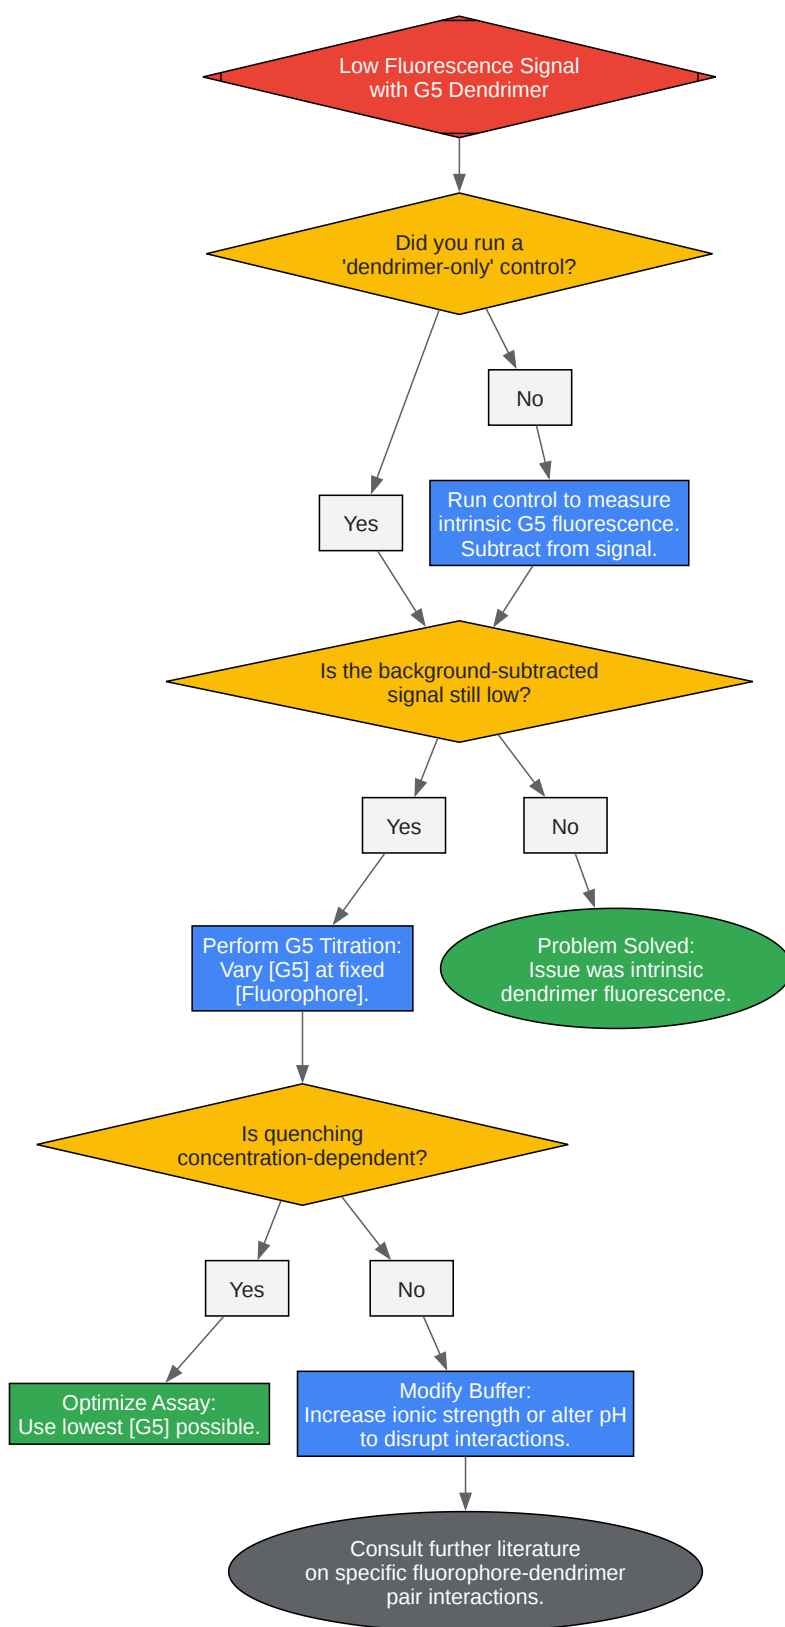 Low Fluorescence Signal
with G5 Dendrimer
Did you run a
'dendrimer-only' control?
No
Yes
Run control to measure
intrinsic G5 fluorescence.
Subtract from signal.
Is the background-subtracted
signal still low?
Yes
No
Perform G5 Titration:
Vary [G5] at fixed
[Fluorophore].
Problem Solved:
Issue was intrinsic
dendrimer fluorescence.
Is quenching
concentration-dependent?
Yes
No
Optimize Assay:
Use lowest [G5] possible.
Modify Buffer:
Increase ionic strength or alter pH
to disrupt interactions.
Consult further literature
on specific fluorophore-dendrimer
pair interactions.